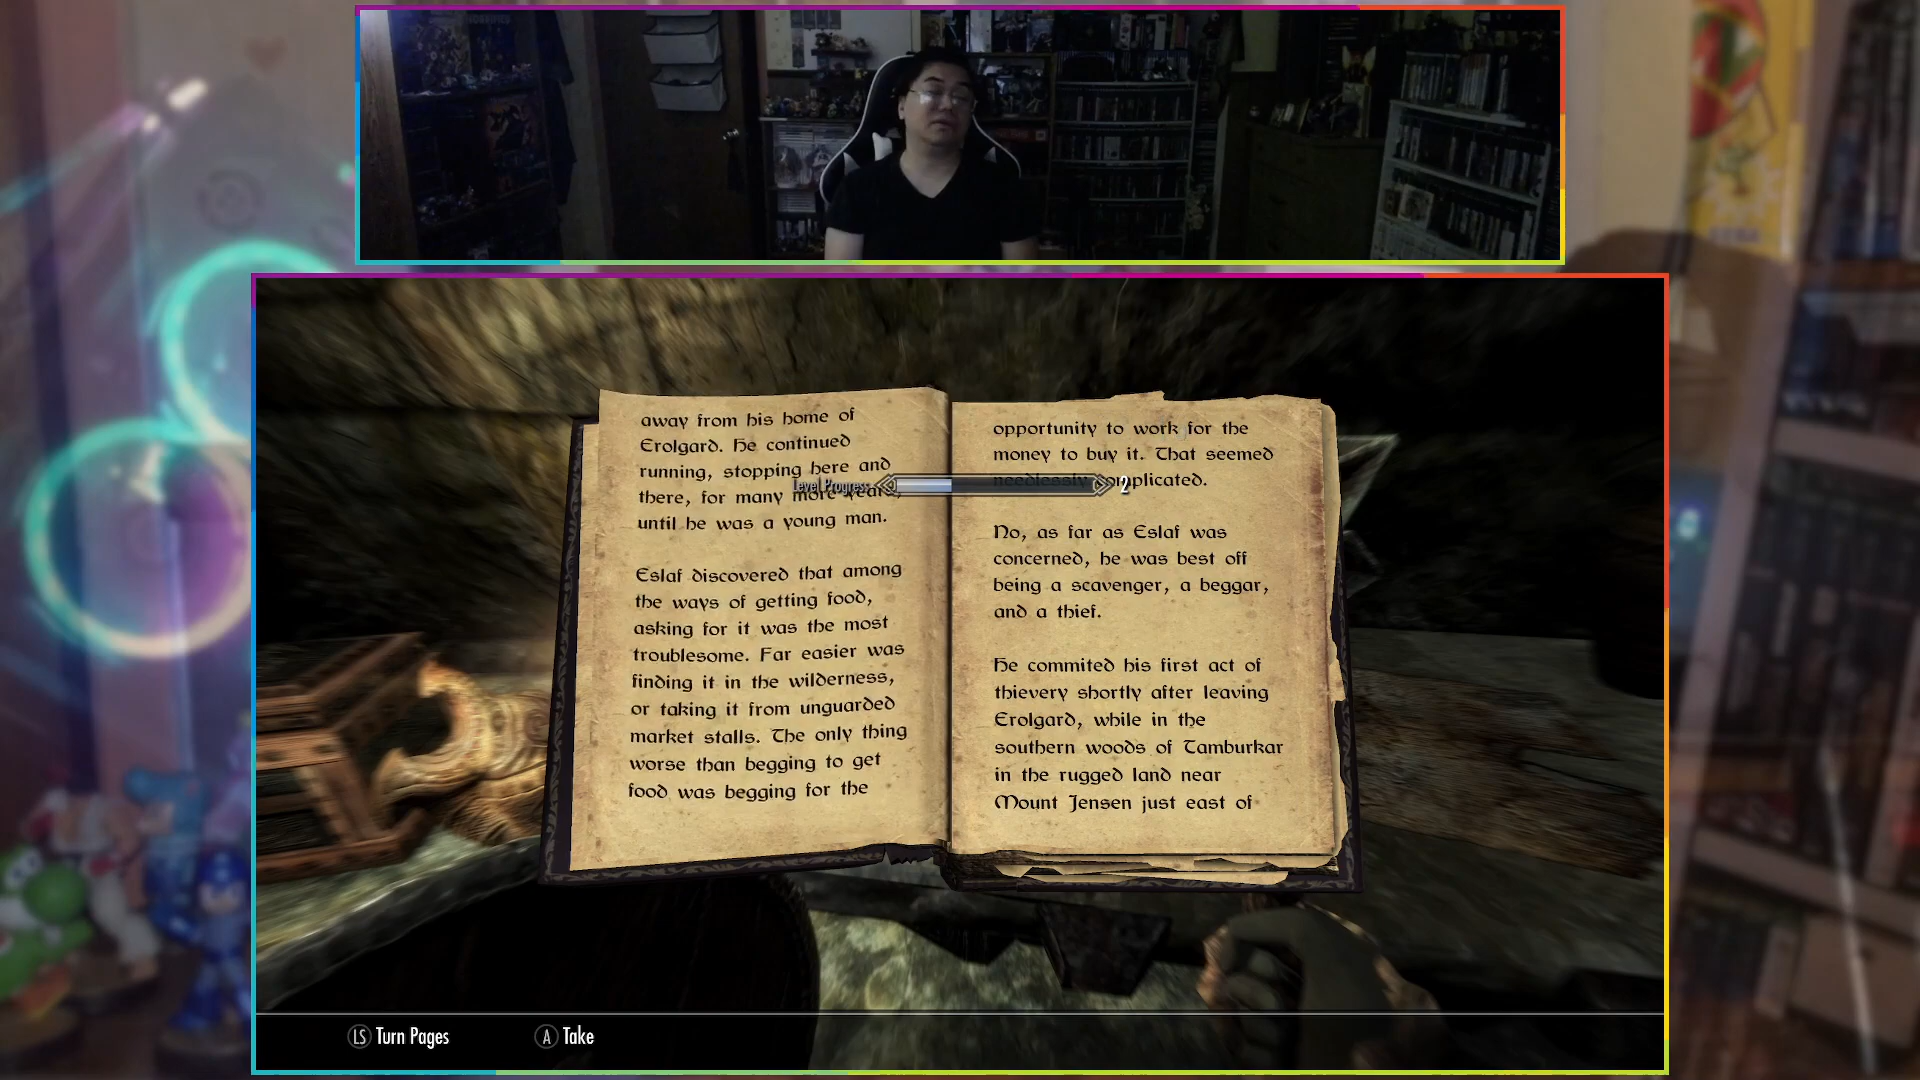 away from his home of
Erolgard. He continued
running, stopping here and
there, for many more years,
until he was a young man.
Eslaf discovered that among
the ways of getting food,
asking for it was the most
troublesome. Far easier was
finding it in the wilderness,
or taking it from unguarded
market stalls. The only thing
worse than begging to get
food was begging for the
opportunity to work for the
money to buy it. That seemed
needlessly complicated.
No, as far as Eslaf was
concerned, he was best off
being a scavenger, a beggar,
and a thief.
He commited his first act of
thievery shortly after leaving
Erolgard, while in the
southern woods of Tamburkar
in the rugged land near
Mount Jensen just east of
Level Progress 2
LS Turn Pages
A Take